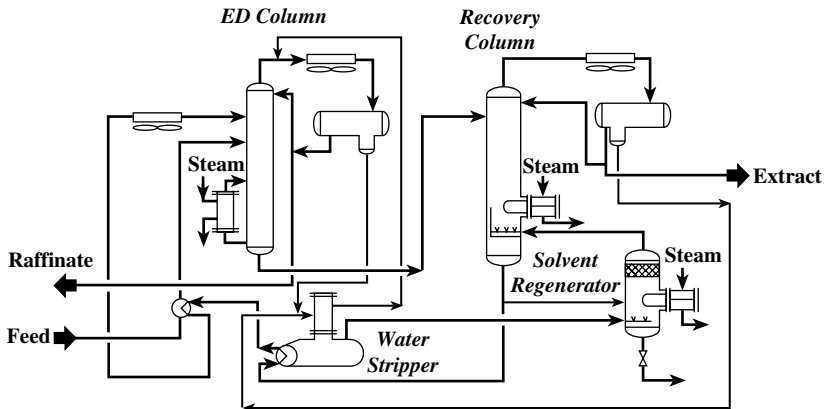 ED Column
Recovery
Column
Steam
Steam
Extract
Raffinate
Solvent
Regenerator
Steam
Feed
Water
Stripper